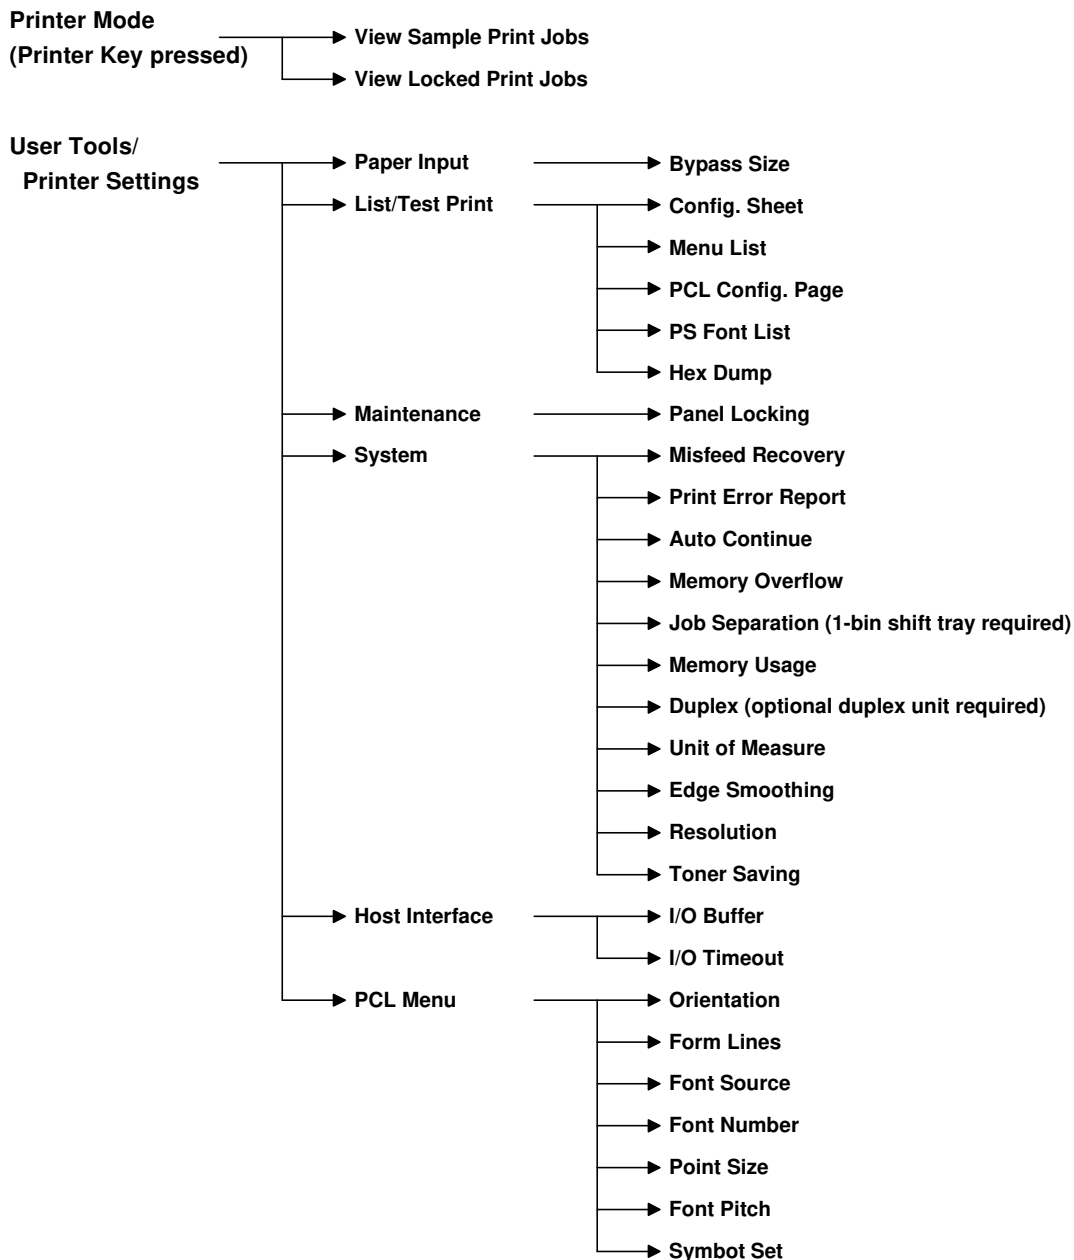 Printer Mode
(Printer Key pressed)
View Sample Print Jobs
View Locked Print Jobs
User Tools/
Printer Settings
Paper Input
Bypass Size
List/Test Print
Config. Sheet
Menu List
PCL Config. Page
PS Font List
Hex Dump
Maintenance
Panel Locking
System
Misfeed Recovery
Print Error Report
Auto Continue
Memory Overflow
Job Separation (1-bin shift tray required)
Memory Usage
Duplex (optional duplex unit required)
Unit of Measure
Edge Smoothing
Resolution
Toner Saving
Host Interface
I/O Buffer
I/O Timeout
PCL Menu
Orientation
Form Lines
Font Source
Font Number
Point Size
Font Pitch
Symbot Set